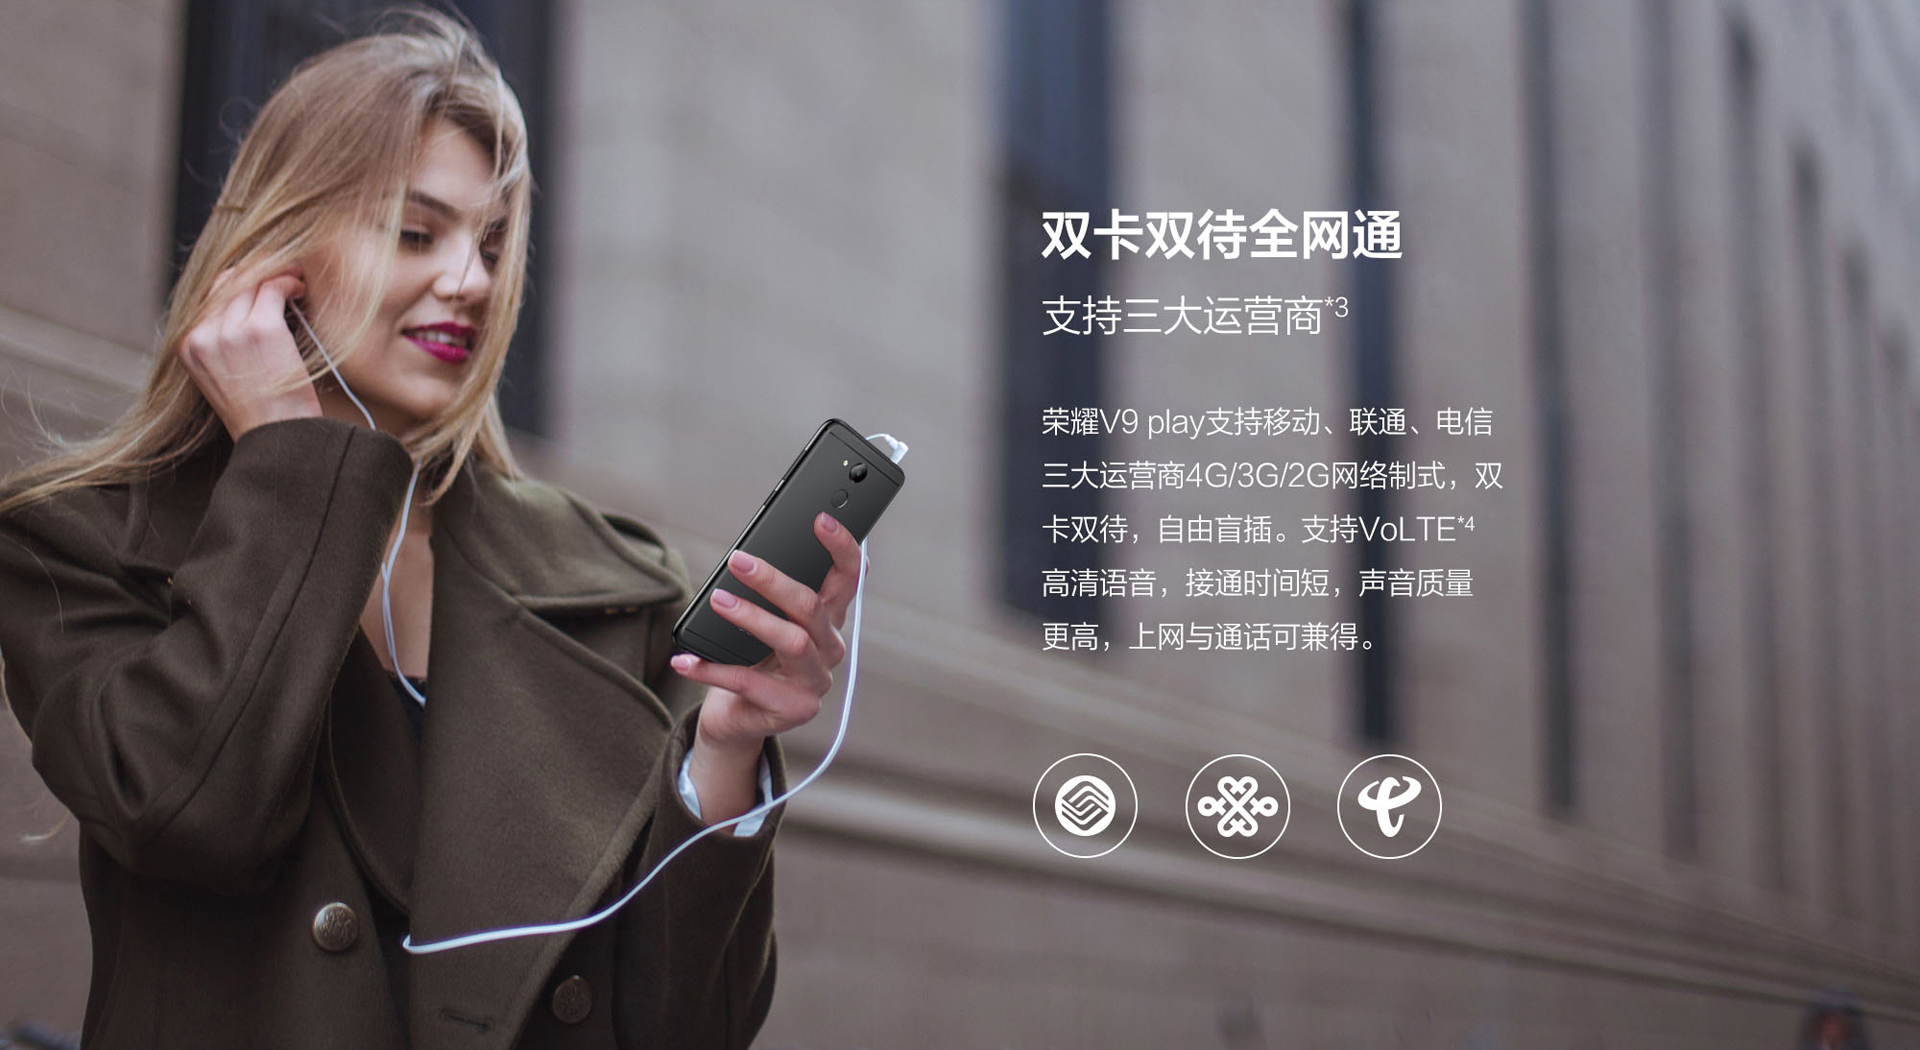 双卡双待全网通
支持三大运营商*3
荣耀V9 play支持移动、联通、电信
三大运营商4G/3G/2G网络制式，双
卡双待，自由盲插。支持VoLTE*4
高清语音，接通时间短，声音质量
更高，上网与通话可兼得。